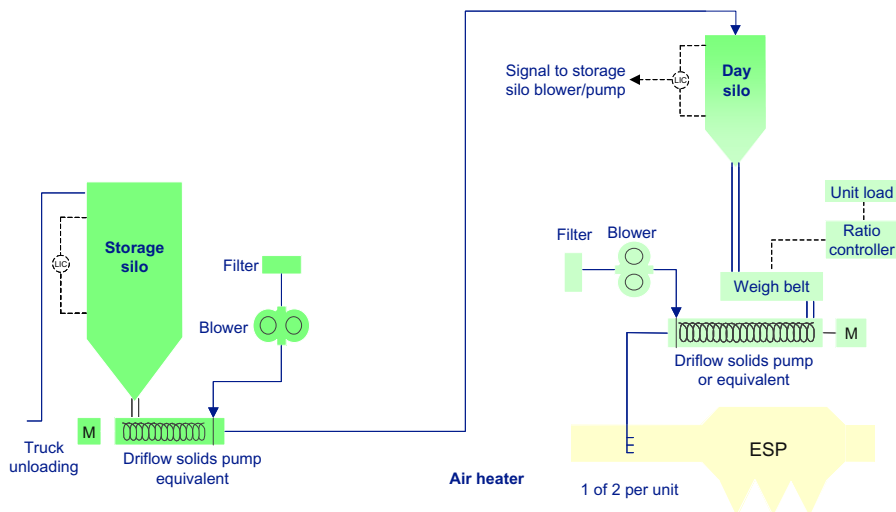 Day
silo
LIC
Signal to storage
silo blower/pump
Unit load
Ratio
controller
Weigh belt
Storage
silo
LIC
Filter
Blower
Filter
Blower
M
Driflow solids pump
or equivalent
M
Truck
unloading
Driflow solids pump
equivalent
Air heater
ESP
1 of 2 per unit